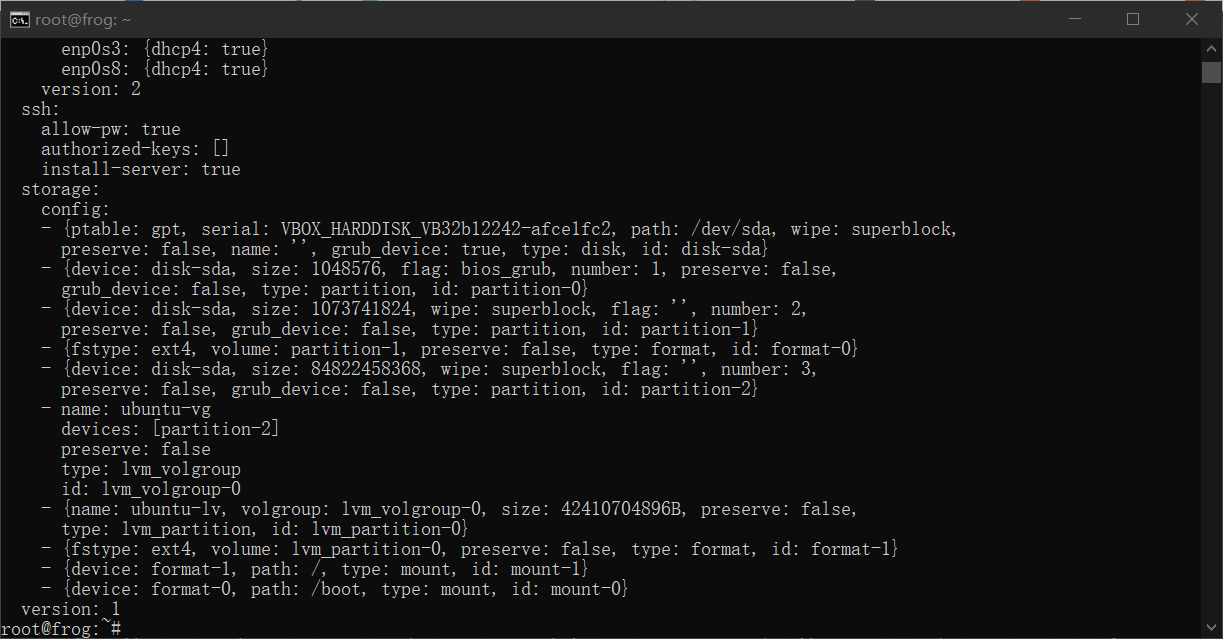 root@frog: ~
      enp0s3: {dhcp4: true}
      enp0s8: {dhcp4: true}
    version: 2
  ssh:
    allow-pw: true
    authorized-keys: []
    install-server: true
  storage:
    config:
    - {ptable: gpt, serial: VBOX_HARDDISK_VB32b12242-afce1fc2, path: /dev/sda, wipe: superblock,
      preserve: false, name: '', grub_device: true, type: disk, id: disk-sda}
    - {device: disk-sda, size: 1048576, flag: bios_grub, number: 1, preserve: false,
      grub_device: false, type: partition, id: partition-0}
    - {device: disk-sda, size: 1073741824, wipe: superblock, flag: '', number: 2,
      preserve: false, grub_device: false, type: partition, id: partition-1}
    - {fstype: ext4, volume: partition-1, preserve: false, type: format, id: format-0}
    - {device: disk-sda, size: 84822458368, wipe: superblock, flag: '', number: 3,
      preserve: false, grub_device: false, type: partition, id: partition-2}
    - name: ubuntu-vg
      devices: [partition-2]
      preserve: false
      type: lvm_volgroup
      id: lvm_volgroup-0
    - {name: ubuntu-lv, volgroup: lvm_volgroup-0, size: 42410704896B, preserve: false,
      type: lvm_partition, id: lvm_partition-0}
    - {fstype: ext4, volume: lvm_partition-0, preserve: false, type: format, id: format-1}
    - {device: format-1, path: /, type: mount, id: mount-1}
    - {device: format-0, path: /boot, type: mount, id: mount-0}
  version: 1
root@frog:~#